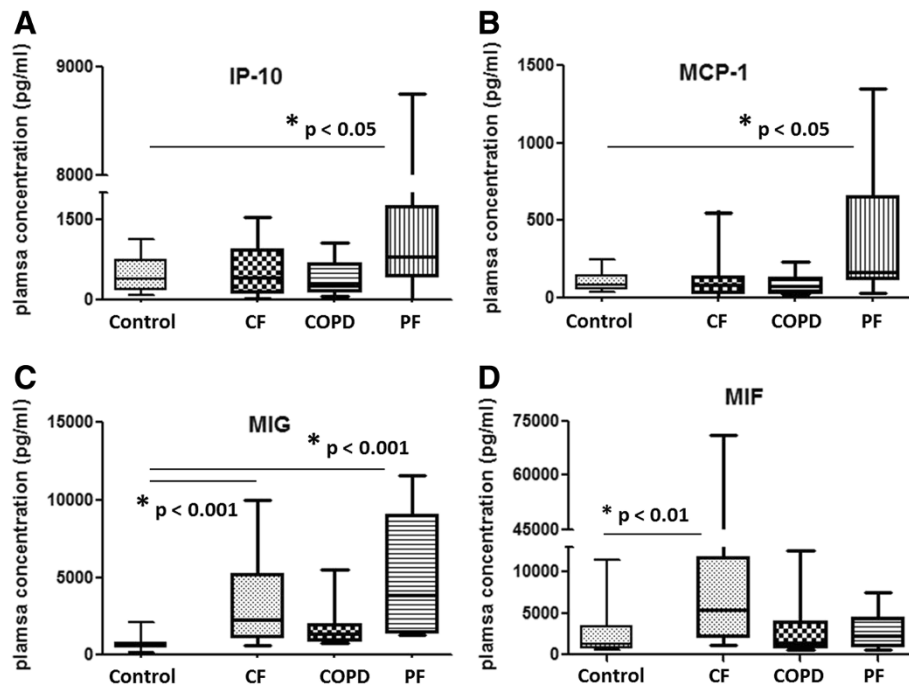 A
plamsa concentration (pg/ml)
IP-10
9000
8000
1500
0
* p < 0.05
Control CF COPD PF
B
plamsa concentration (pg/ml)
MCP-1
1500
1000
500
0
* p < 0.05
Control CF COPD PF
C
plamsa concentration (pg/ml)
MIG
15000
10000
5000
0
* p < 0.001
* p < 0.001
Control CF COPD PF
D
plamsa concentration (pg/ml)
MIF
75000
60000
45000
10000
5000
0
* p < 0.01
Control CF COPD PF